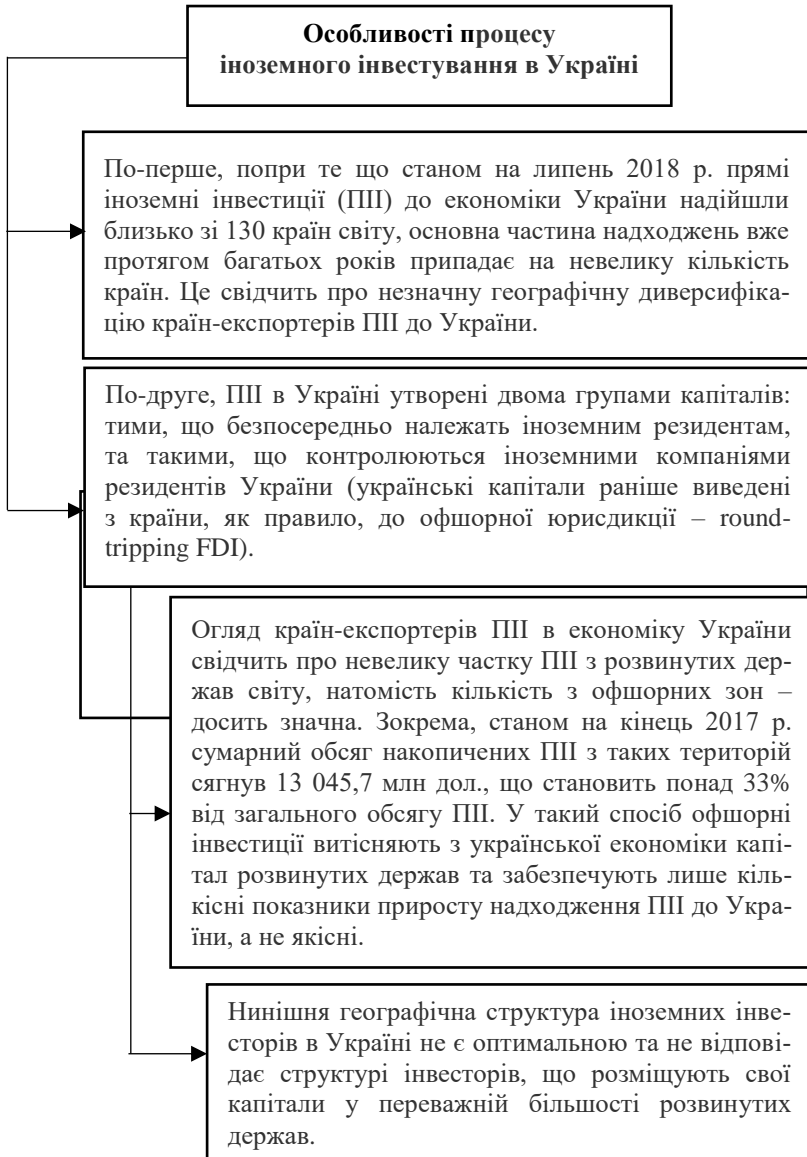 Особливості процесу
іноземного інвестування в Україні
По-перше, попри те що станом на липень 2018 р. прямі
іноземні інвестиції (ПІІ) до економіки України надійшли
близько зі 130 країн світу, основна частина надходжень вже
протягом багатьох років припадає на невелику кількість
країн. Це свідчить про незначну географічну диверсифіка-
цію країн-експортерів ПІІ до України.
По-друге, ПІІ в Україні утворені двома групами капіталів:
тими, що безпосередньо належать іноземним резидентам,
та такими, що контролюються іноземними компаніями
резидентів України (українські капітали раніше виведені
з країни, як правило, до офшорної юрисдикції – round-
tripping FDI).
Огляд країн-експортерів ПІІ в економіку України
свідчить про невелику частку ПІІ з розвинутих дер-
жав світу, натомість кількість з офшорних зон –
досить значна. Зокрема, станом на кінець 2017 р.
сумарний обсяг накопичених ПІІ з таких територій
сягнув 13 045,7 млн дол., що становить понад 33%
від загального обсягу ПІІ. У такий спосіб офшорні
інвестиції витісняють з української економіки капі-
тал розвинутих держав та забезпечують лише кіль-
кісні показники приросту надходження ПІІ до Укра-
їни, а не якісні.
Нинішня географічна структура іноземних інве-
сторів в Україні не є оптимальною та не відпові-
дає структурі інвесторів, що розміщують свої
капітали у переважній більшості розвинутих
держав.